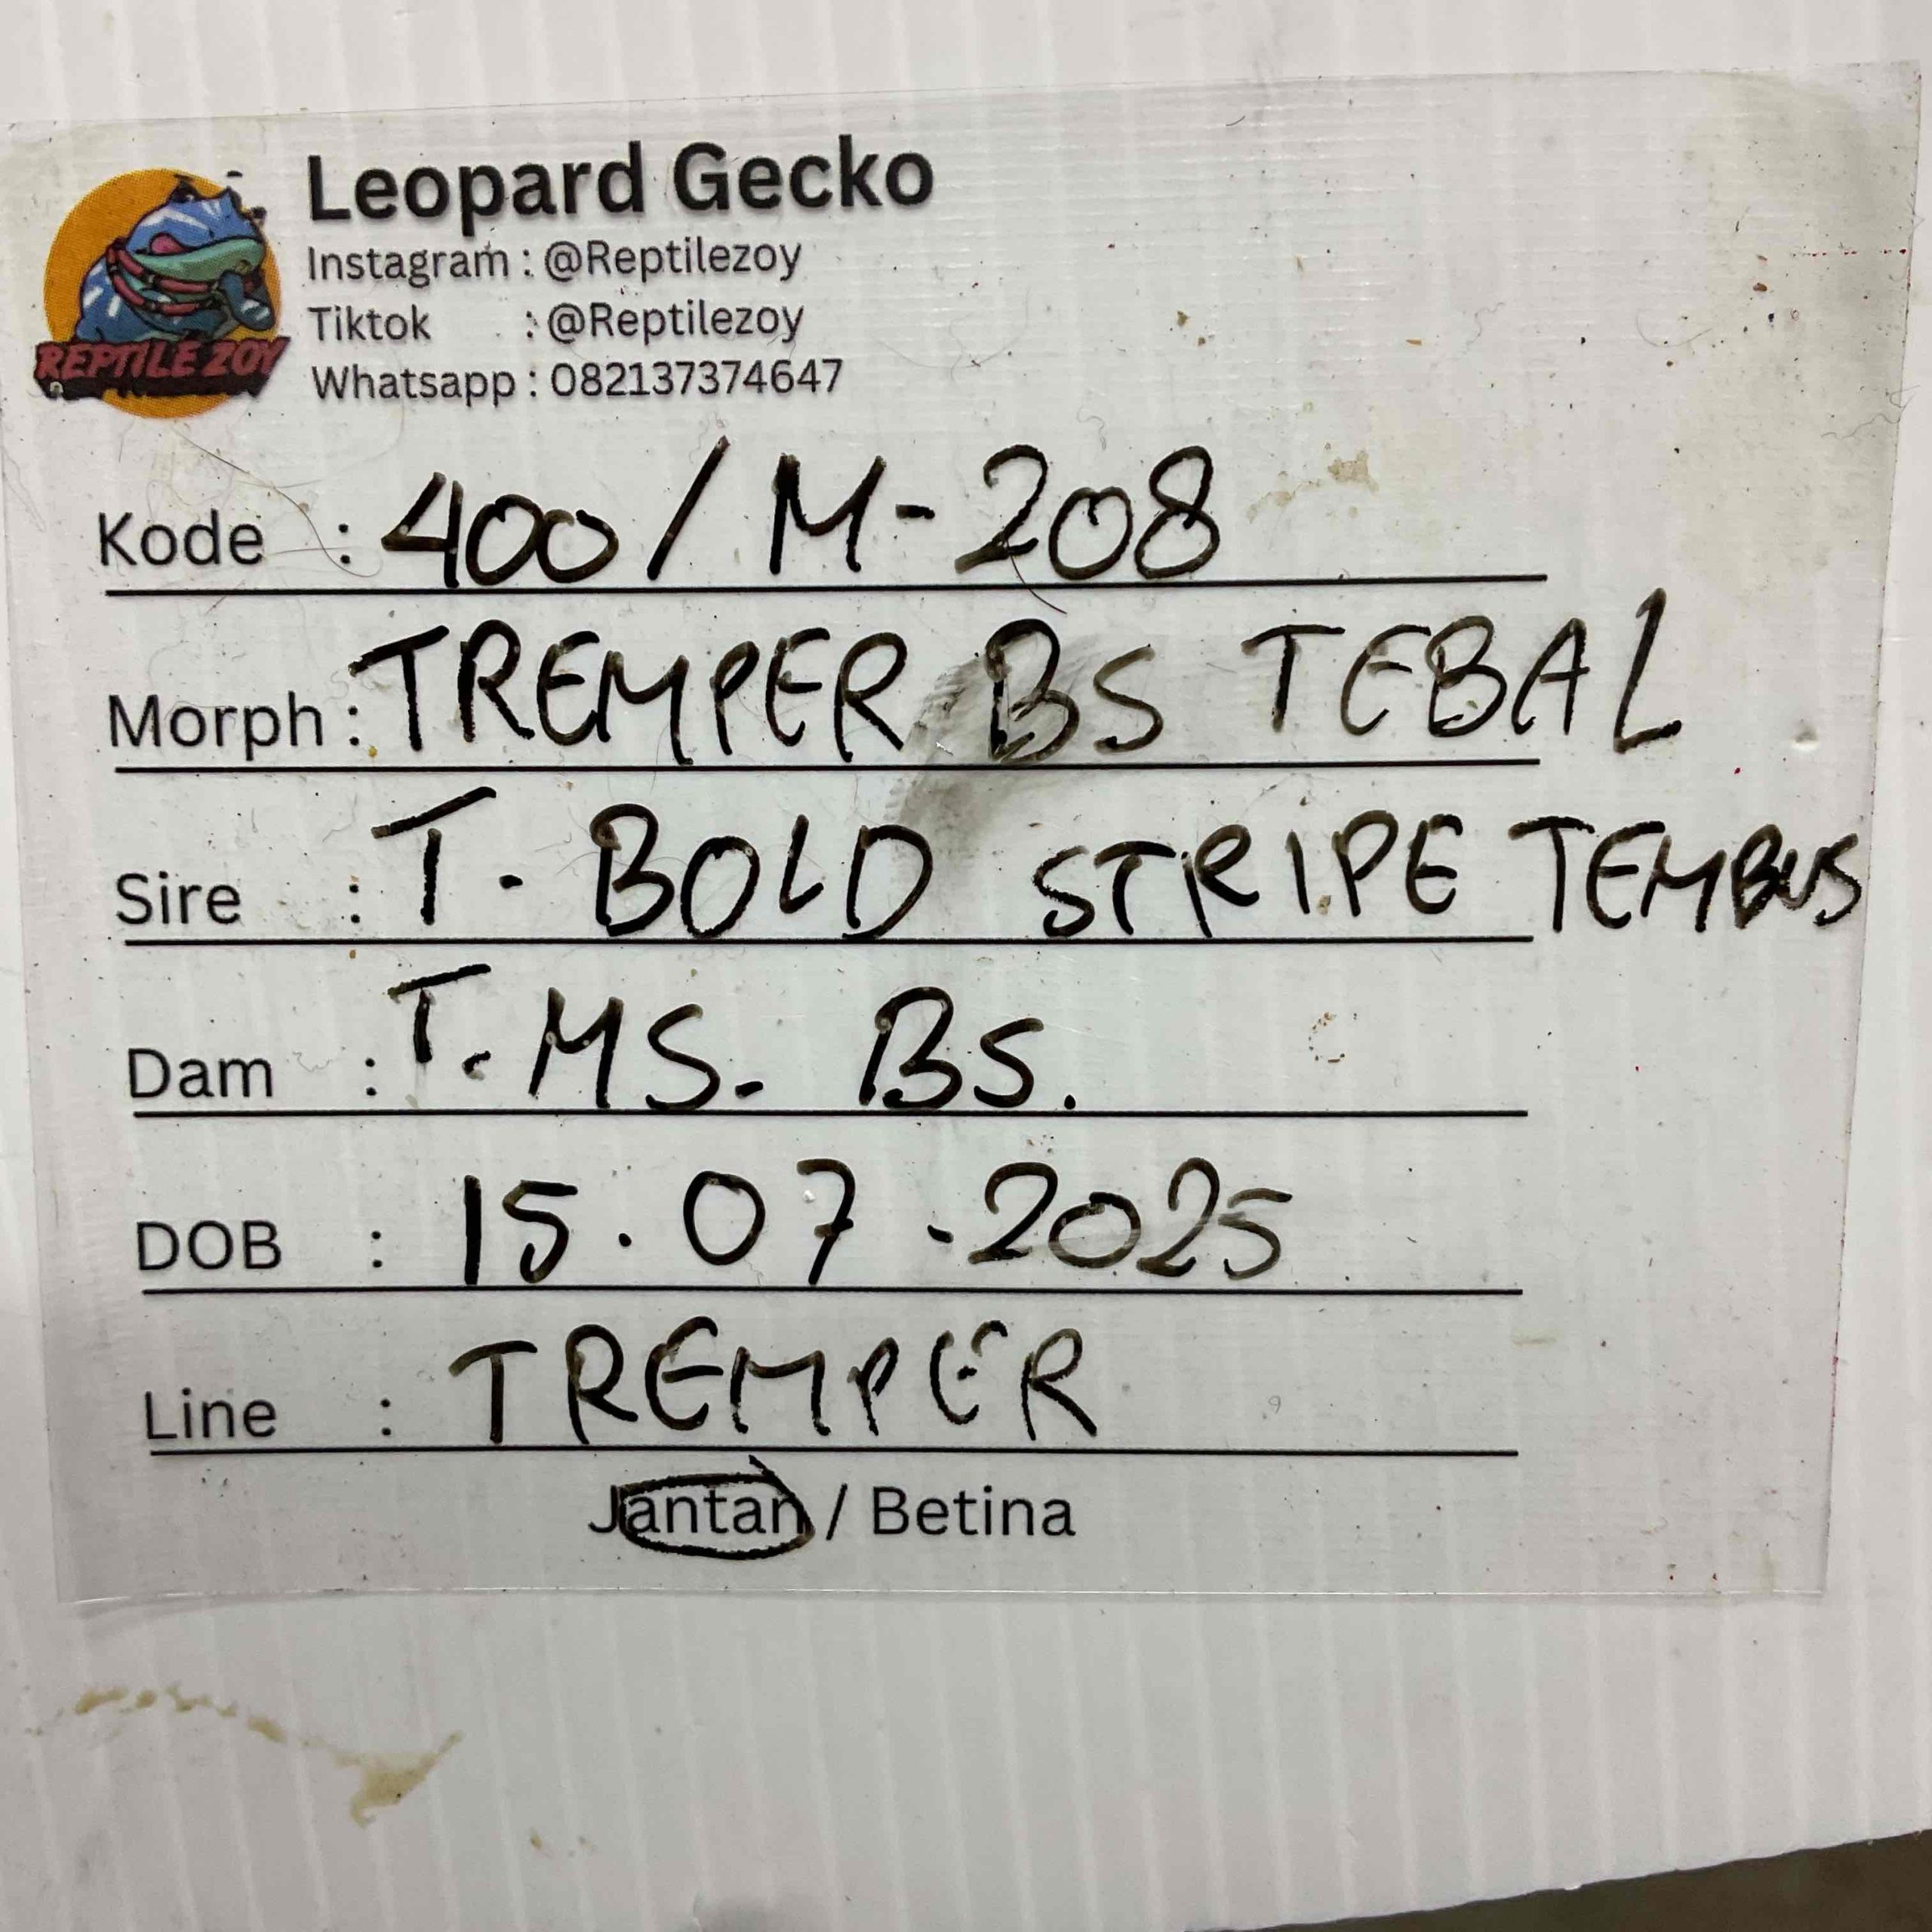 Leopard Gecko
Instagram : @Reptilezoy
Tiktok : @Reptilezoy
Whatsapp : 082137374647
REPTILE ZOY
Kode : 400 / M-208
Morph : TREMPER BS TEBAL
Sire : T. BOLD STRIPE TEMBUS
Dam : T. MS. BS.
DOB : 15.07.2025
Line : TREMPER
Jantan / Betina